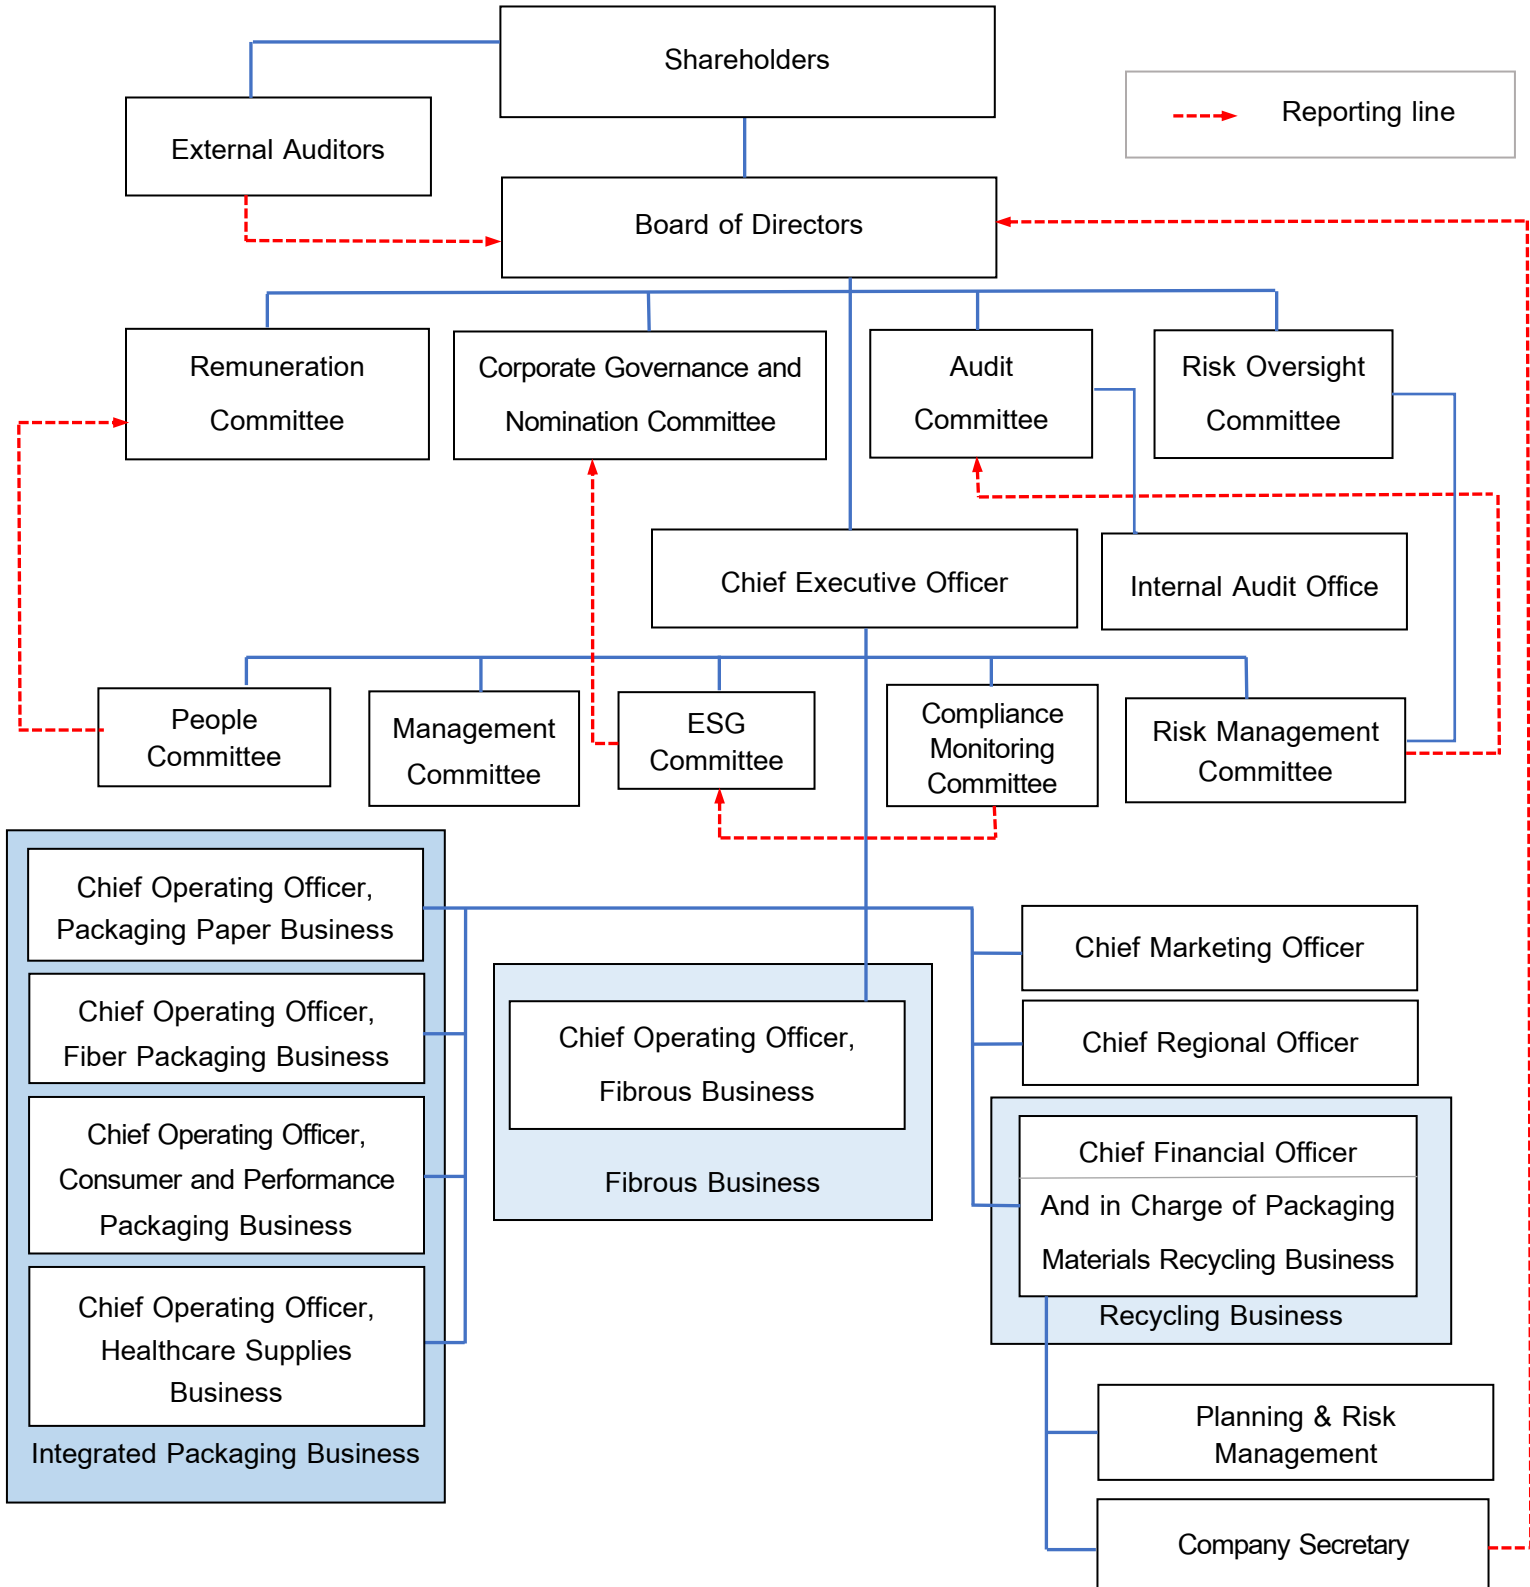 Shareholders
Reporting line
External Auditors
Board of Directors
Remuneration
Committee
Corporate Governance and
Nomination Committee
Audit
Committee
Risk Oversight
Committee
Chief Executive Officer
Internal Audit Office
People
Committee
Management
Committee
ESG
Committee
Compliance
Monitoring
Committee
Risk Management
Committee
Chief Operating Officer,
Packaging Paper Business
Chief Operating Officer,
Fiber Packaging Business
Chief Operating Officer,
Consumer and Performance
Packaging Business
Chief Operating Officer,
Healthcare Supplies
Business
Integrated Packaging Business
Chief Operating Officer,
Fibrous Business
Fibrous Business
Chief Marketing Officer
Chief Regional Officer
Chief Financial Officer
And in Charge of Packaging
Materials Recycling Business
Recycling Business
Planning & Risk
Management
Company Secretary